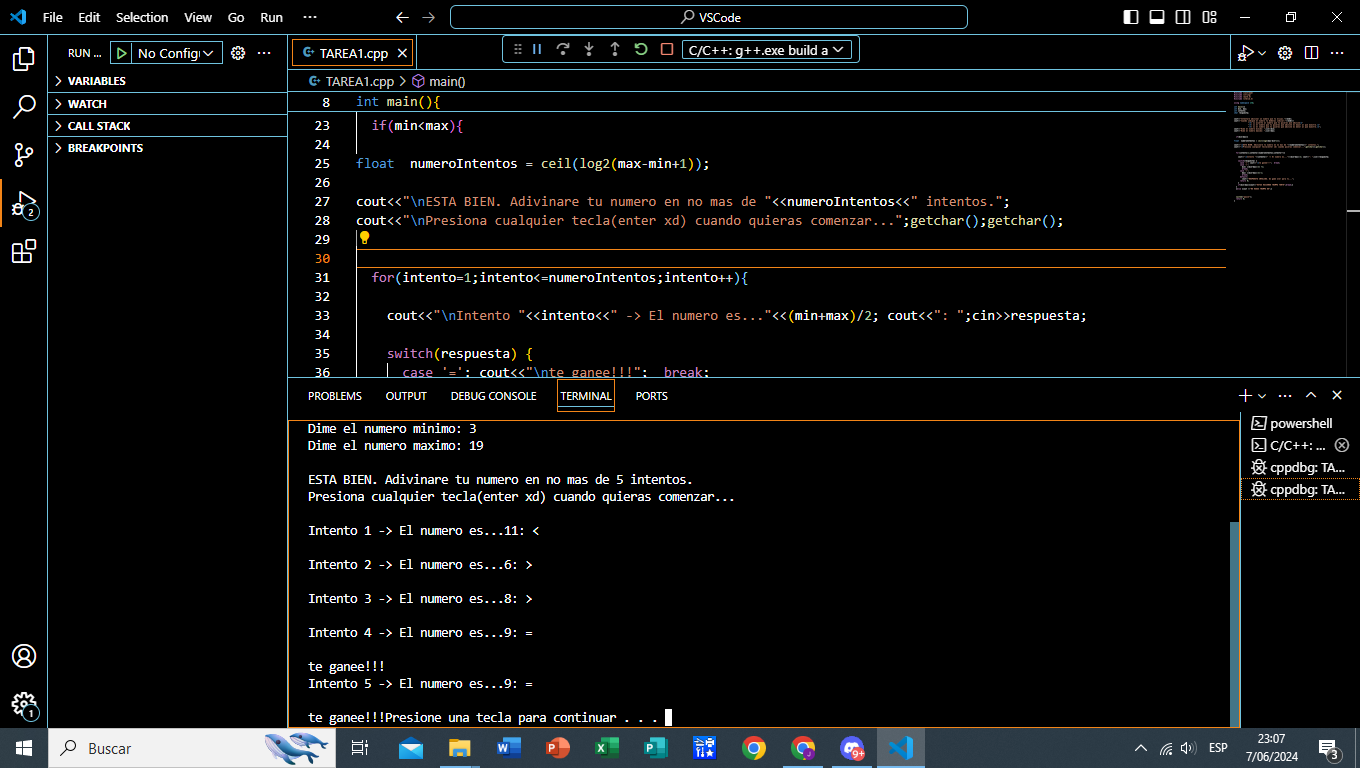 File Edit Selection View Go Run ··· VSCode
RUN ... No Config ···
VARIABLES
WATCH
CALL STACK
BREAKPOINTS
2
1
TAREA1.cpp
C/C++: g++.exe build a
TAREA1.cpp > main()
8 int main(){
23 if(min<max){
24
25 float numeroIntentos = ceil(log2(max-min+1));
26
27 cout<<"\nESTA BIEN. Adivinare tu numero en no mas de "<<numeroIntentos<<" intentos.";
28 cout<<"\nPresiona cualquier tecla(enter xd) cuando quieras comenzar...";getchar();getchar();
29
30
31 for(intento=1;intento<=numeroIntentos;intento++){
32
33 cout<<"\nIntento "<<intento<<" -> El numero es..."<<(min+max)/2; cout<<": ";cin>>respuesta;
34
35 switch(respuesta) {
36 case '=': cout<<"\nte ganee!!!"; break;
PROBLEMS OUTPUT DEBUG CONSOLE TERMINAL PORTS
Dime el numero minimo: 3
Dime el numero maximo: 19
ESTA BIEN. Adivinare tu numero en no mas de 5 intentos.
Presiona cualquier tecla(enter xd) cuando quieras comenzar...
Intento 1 -> El numero es...11: <
Intento 2 -> El numero es...6: >
Intento 3 -> El numero es...8: >
Intento 4 -> El numero es...9: =
te ganee!!!
Intento 5 -> El numero es...9: =
te ganee!!!Presione una tecla para continuar . . .
powershell
C/C++: ...
cppdbg: TA...
cppdbg: TA...
Buscar
9+
ESP
23:07
7/06/2024
3